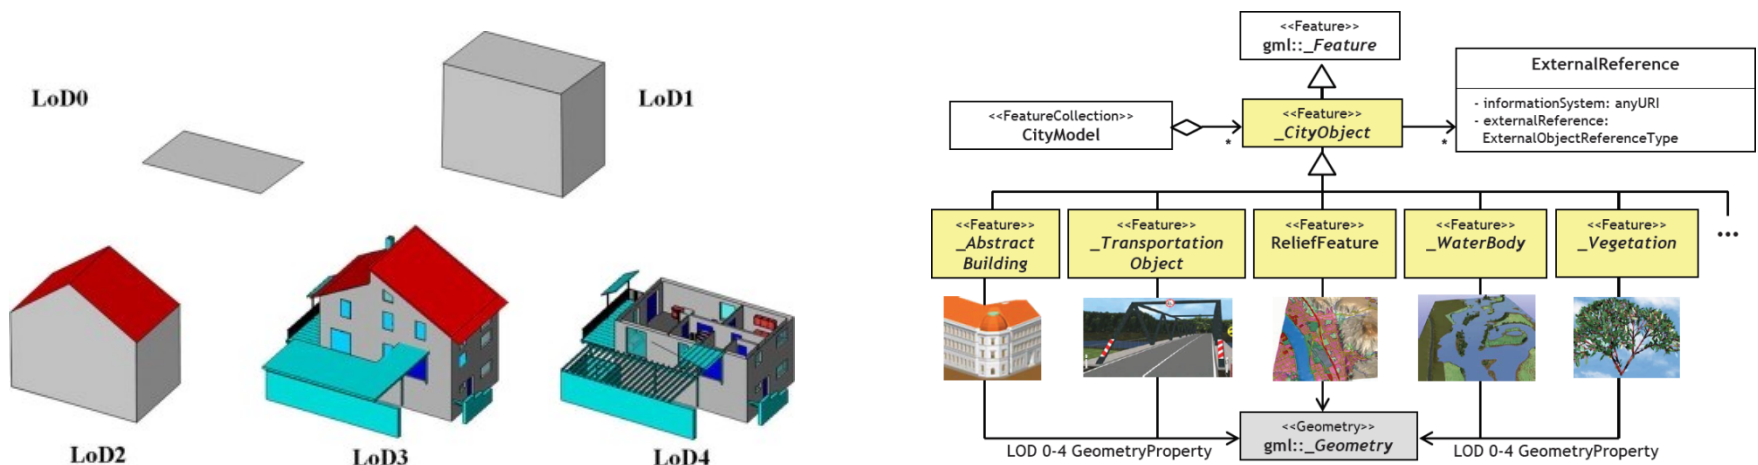 LoD0
LoD1
LoD2
LoD3
LoD4
<<Feature>>
gml::_Feature
<<FeatureCollection>>
CityModel
*
<<Feature>>
_CityObject
*
ExternalReference
- informationSystem: anyURI
- externalReference:
ExternalObjectReferenceType
<<Feature>>
_Abstract
Building
<<Feature>>
_Transportation
Object
<<Feature>>
ReliefFeature
<<Feature>>
_WaterBody
<<Feature>>
_Vegetation
...
LOD 0-4 GeometryProperty
<<Geometry>>
gml::_Geometry
LOD 0-4 GeometryProperty